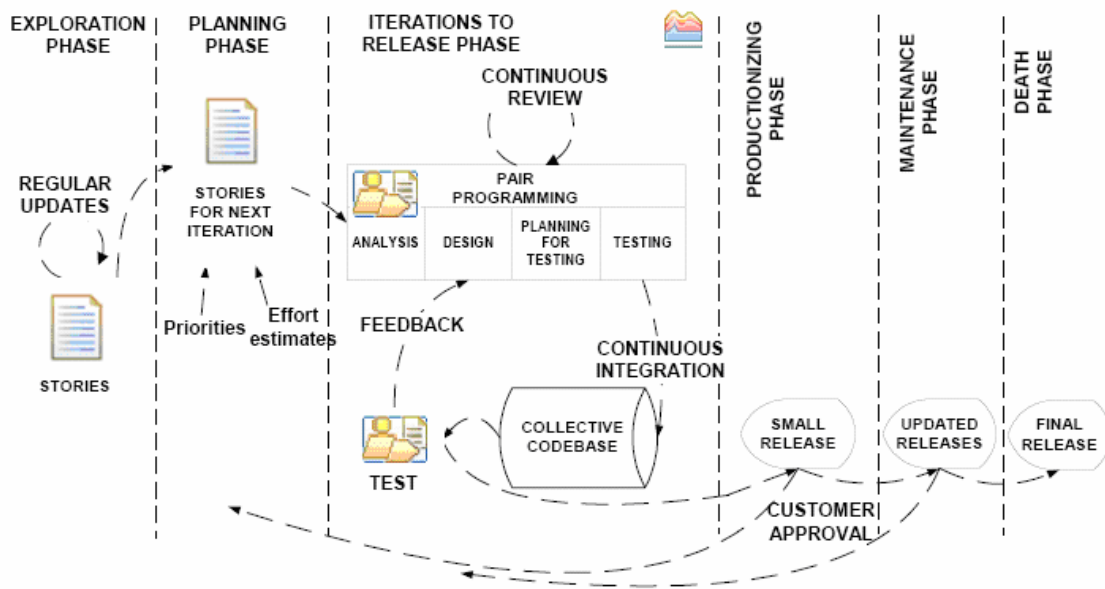 EXPLORATION
PHASE
PLANNING
PHASE
ITERATIONS TO
RELEASE PHASE
PRODUCTIONIZING
PHASE
MAINTENANCE
PHASE
DEATH
PHASE
CONTINUOUS
REVIEW
REGULAR
UPDATES
STORIES
FOR NEXT
ITERATION
PAIR
PROGRAMMING
ANALYSIS
DESIGN
PLANNING
FOR
TESTING
TESTING
Priorities
Effort
estimates
STORIES
FEEDBACK
CONTINUOUS
INTEGRATION
COLLECTIVE
CODEBASE
TEST
SMALL
RELEASE
UPDATED
RELEASES
FINAL
RELEASE
CUSTOMER
APPROVAL